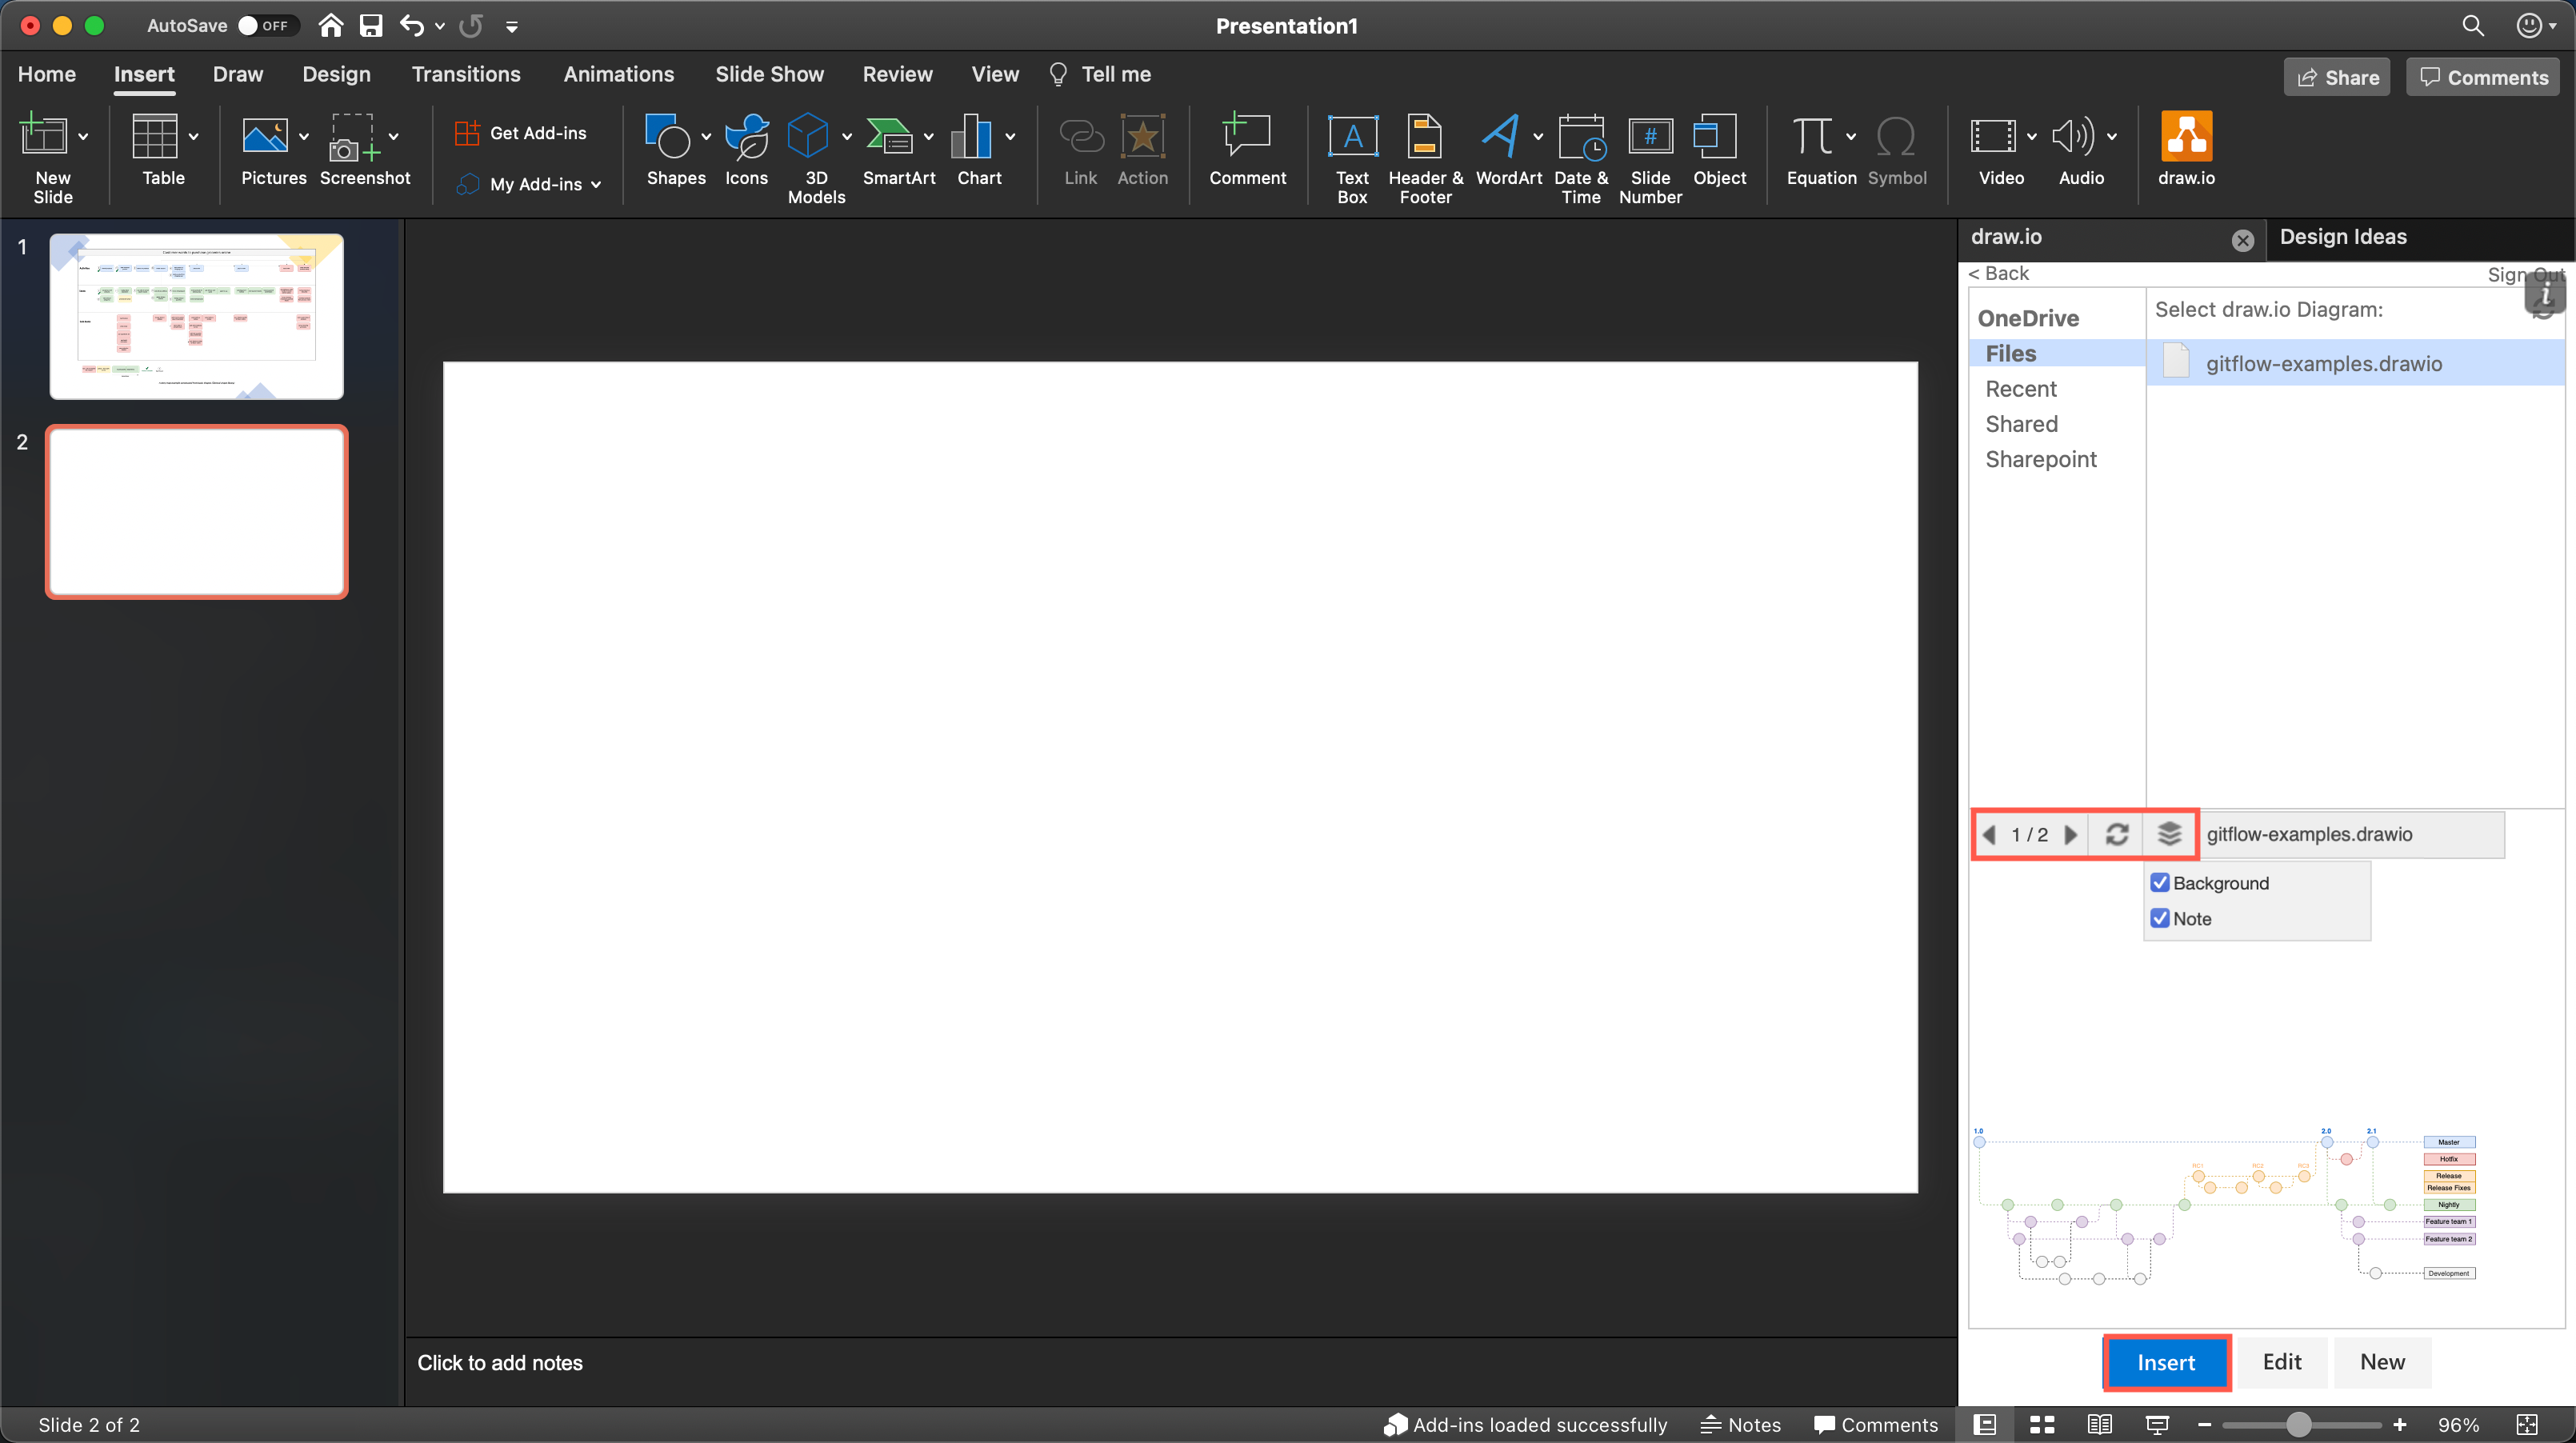 AutoSave OFF
Presentation1
Home Insert Draw Design Transitions Animations Slide Show Review View Tell me
Share Comments
New Slide
Table
Pictures
Screenshot
Get Add-ins
My Add-ins
Shapes
Icons
3D Models
SmartArt
Chart
Link
Action
Comment
Text Box
Header & Footer
WordArt
Date & Time
Slide Number
Object
Equation
Symbol
Video
Audio
draw.io
1
2
Click to add notes
draw.io
Design Ideas
< Back
Sign Out
OneDrive
Files
Recent
Shared
Sharepoint
Select draw.io Diagram:
gitflow-examples.drawio
1 / 2
gitflow-examples.drawio
Background
Note
1.0
2.0
2.1
Master
Hotfix
RC1
RC2
RC3
Release
Release Fixes
Nightly
Feature team 1
Feature team 2
Development
Insert Edit New
Slide 2 of 2
Add-ins loaded successfully
Notes
Comments
96%